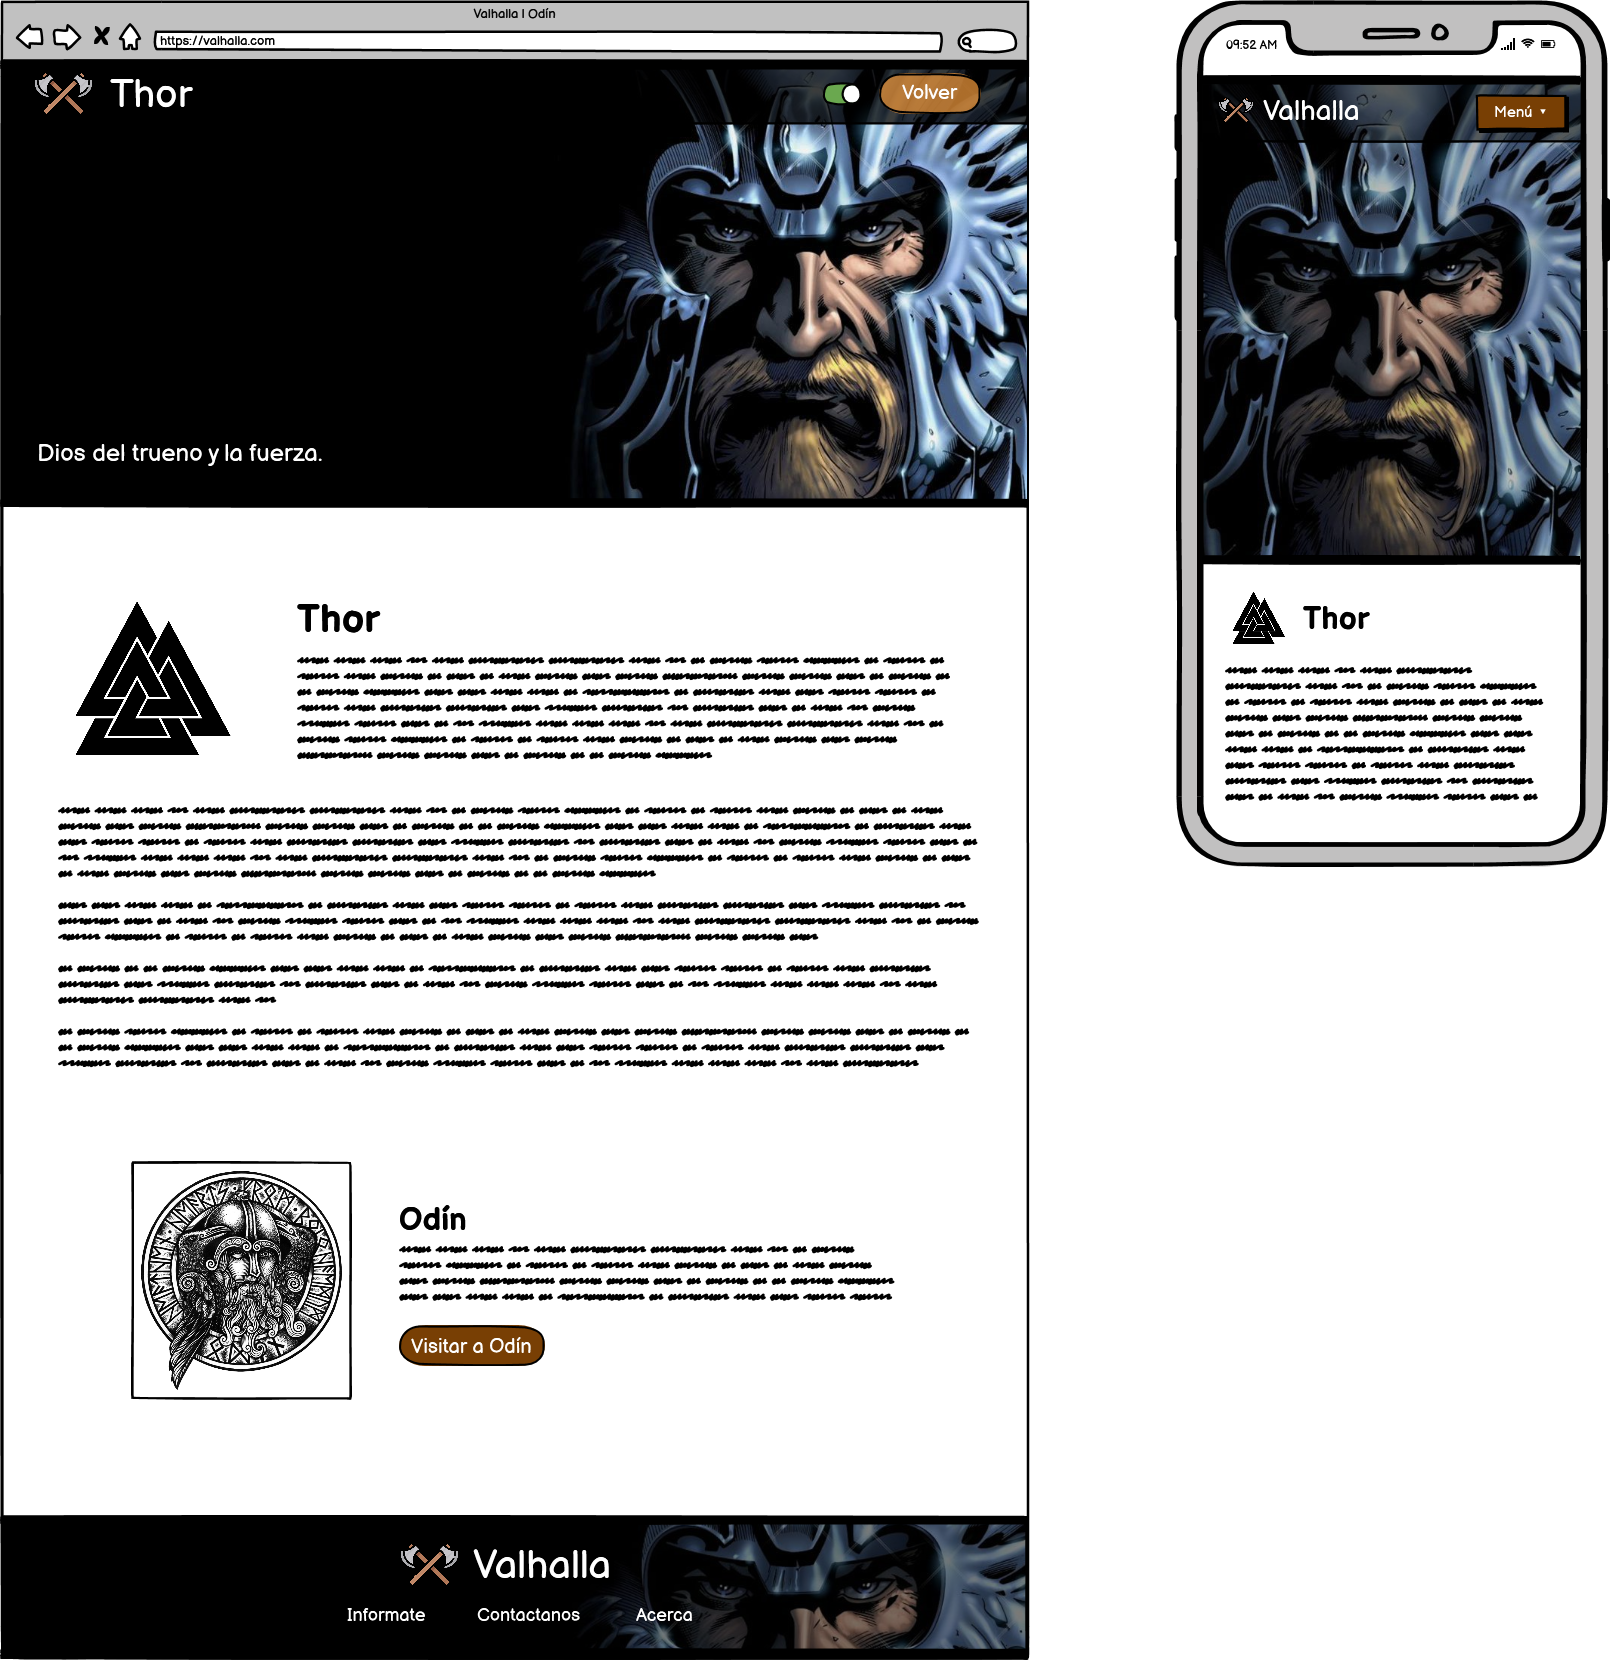 Valhalla | Odín
https://valhalla.com
Thor
Volver
Dios del trueno y la fuerza.
Thor
Odín
Visitar a Odín
Valhalla
Informate Contactanos Acerca
09:52 AM
Valhalla
Menú ▼
Thor